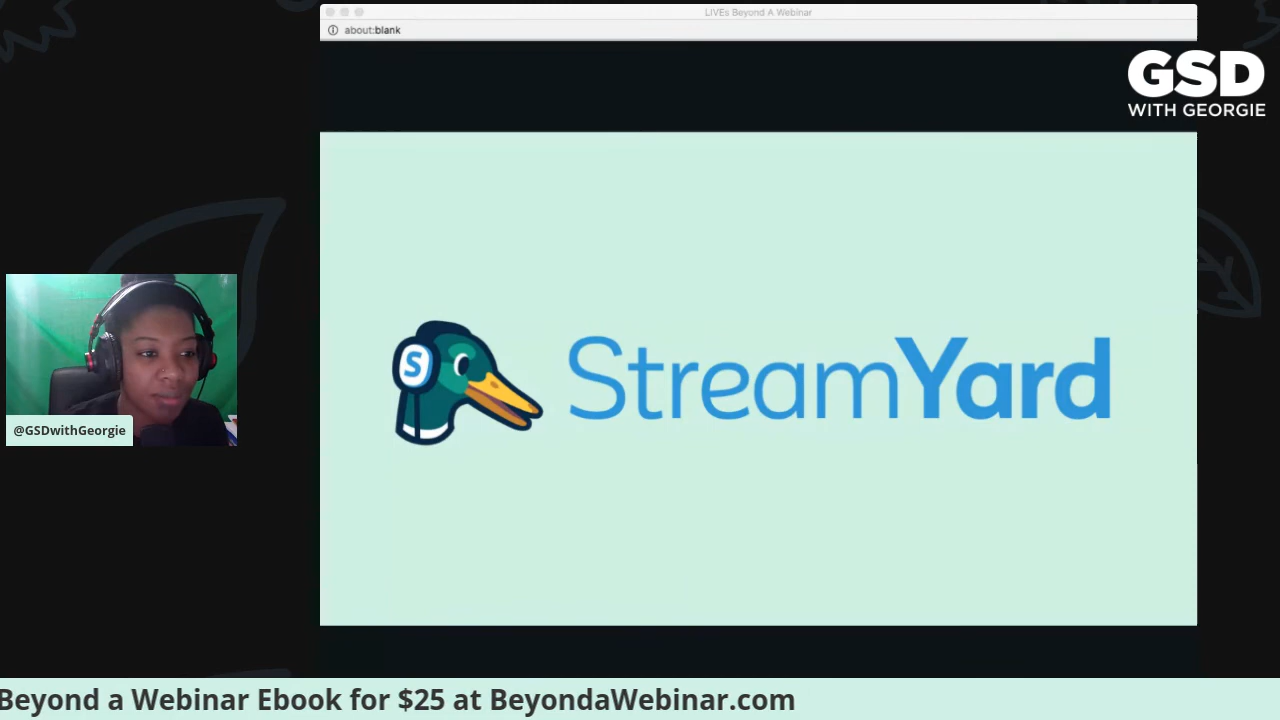 LIVEs Beyond A Webinar
about:blank
GSD
WITH GEORGIE
S
StreamYard
@GSDwithGeorgie
Beyond a Webinar Ebook for $25 at BeyondaWebinar.com